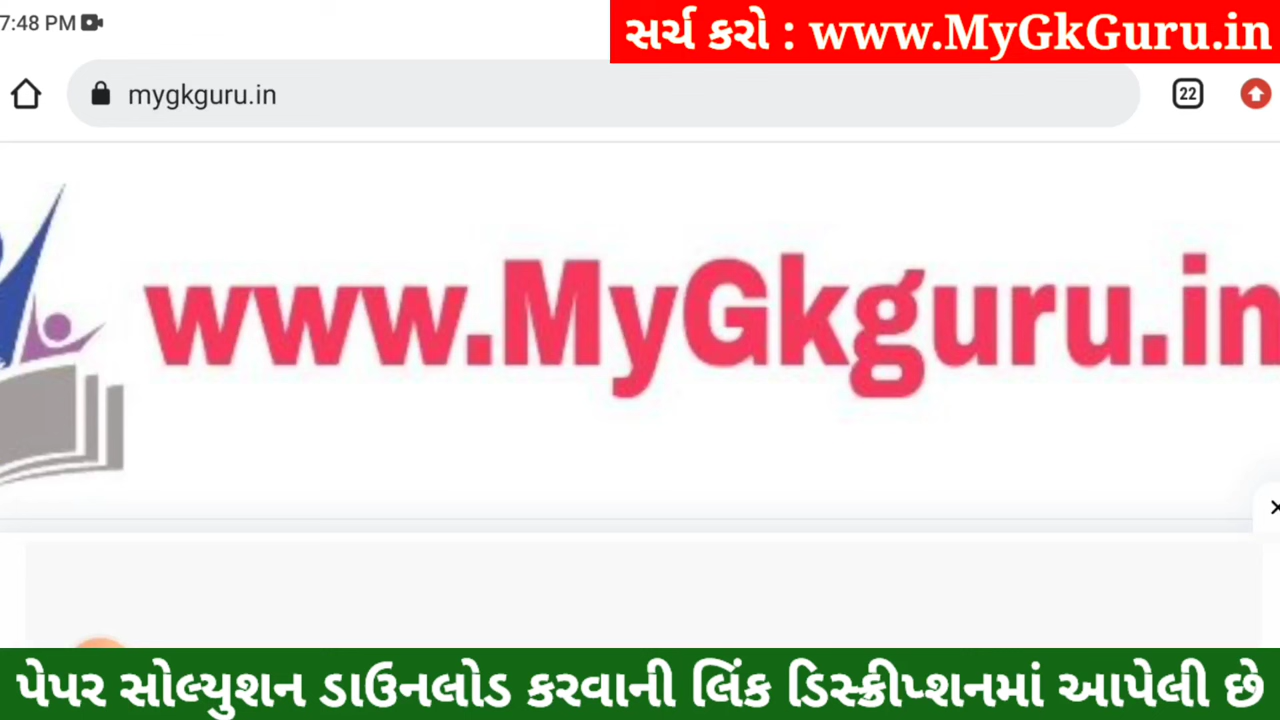 7:48 PM
સર્ચ કરો : www.MyGkGuru.in
mygkguru.in
22
www.MyGkguru.in
પેપર સોલ્યુશન ડાઉનલોડ કરવાની લિંક ડિસ્ક્રીપ્શનમાં આપેલી છે